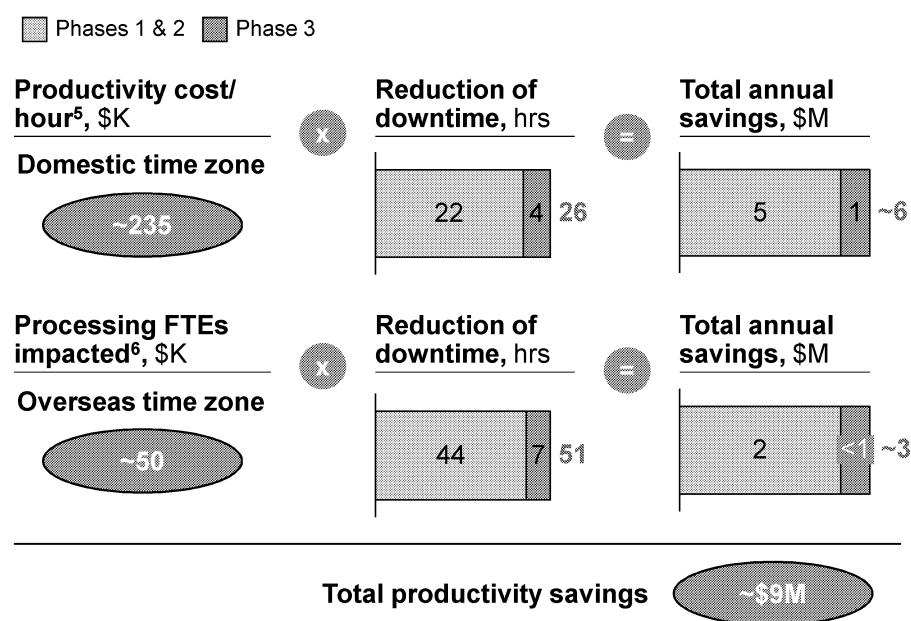 Phases 1 & 2 Phase 3
Productivity cost/
hour⁵, $K
x
Reduction of
downtime, hrs
=
Total annual
savings, $M
Domestic time zone
~235
22 4 26
5 1 ~6
Processing FTEs
impacted⁶, $K
x
Reduction of
downtime, hrs
=
Total annual
savings, $M
Overseas time zone
~50
44 7 51
2 <1 ~3
Total productivity savings ~$9M